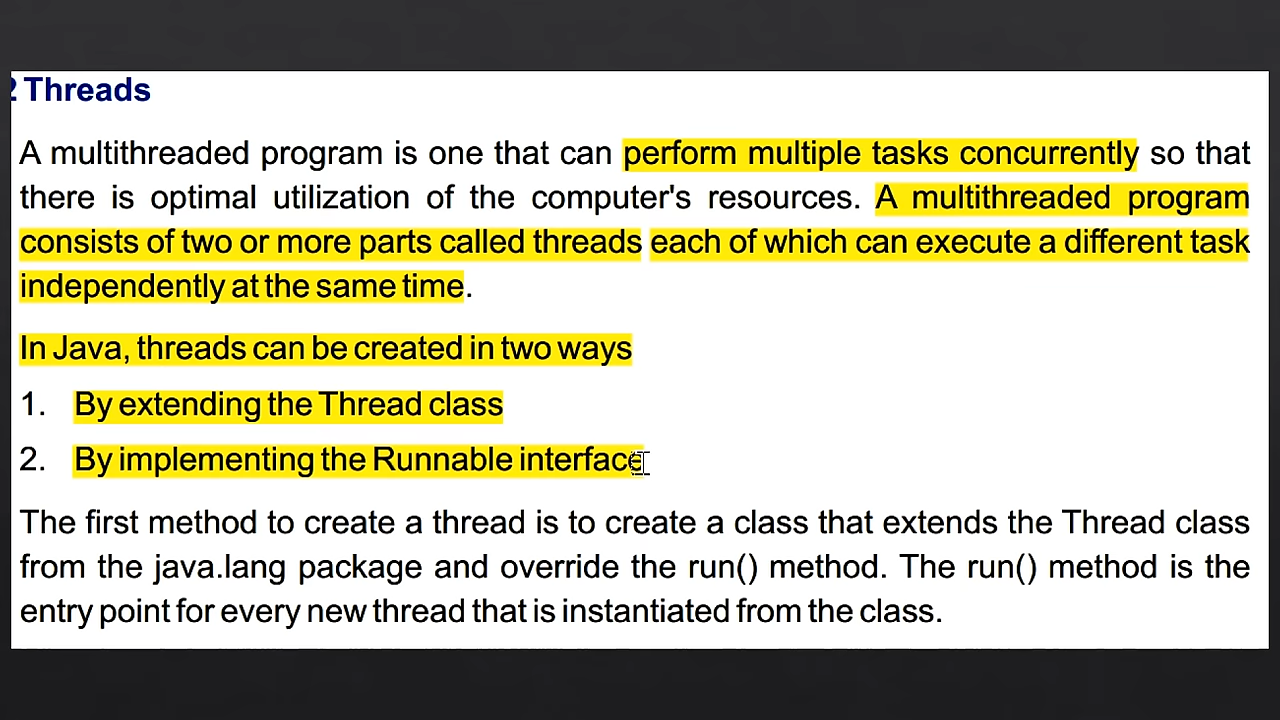 2 Threads
A multithreaded program is one that can perform multiple tasks concurrently so that
there is optimal utilization of the computer's resources. A multithreaded program
consists of two or more parts called threads each of which can execute a different task
independently at the same time.
In Java, threads can be created in two ways
1. By extending the Thread class
2. By implementing the Runnable interface
The first method to create a thread is to create a class that extends the Thread class
from the java.lang package and override the run() method. The run() method is the
entry point for every new thread that is instantiated from the class.